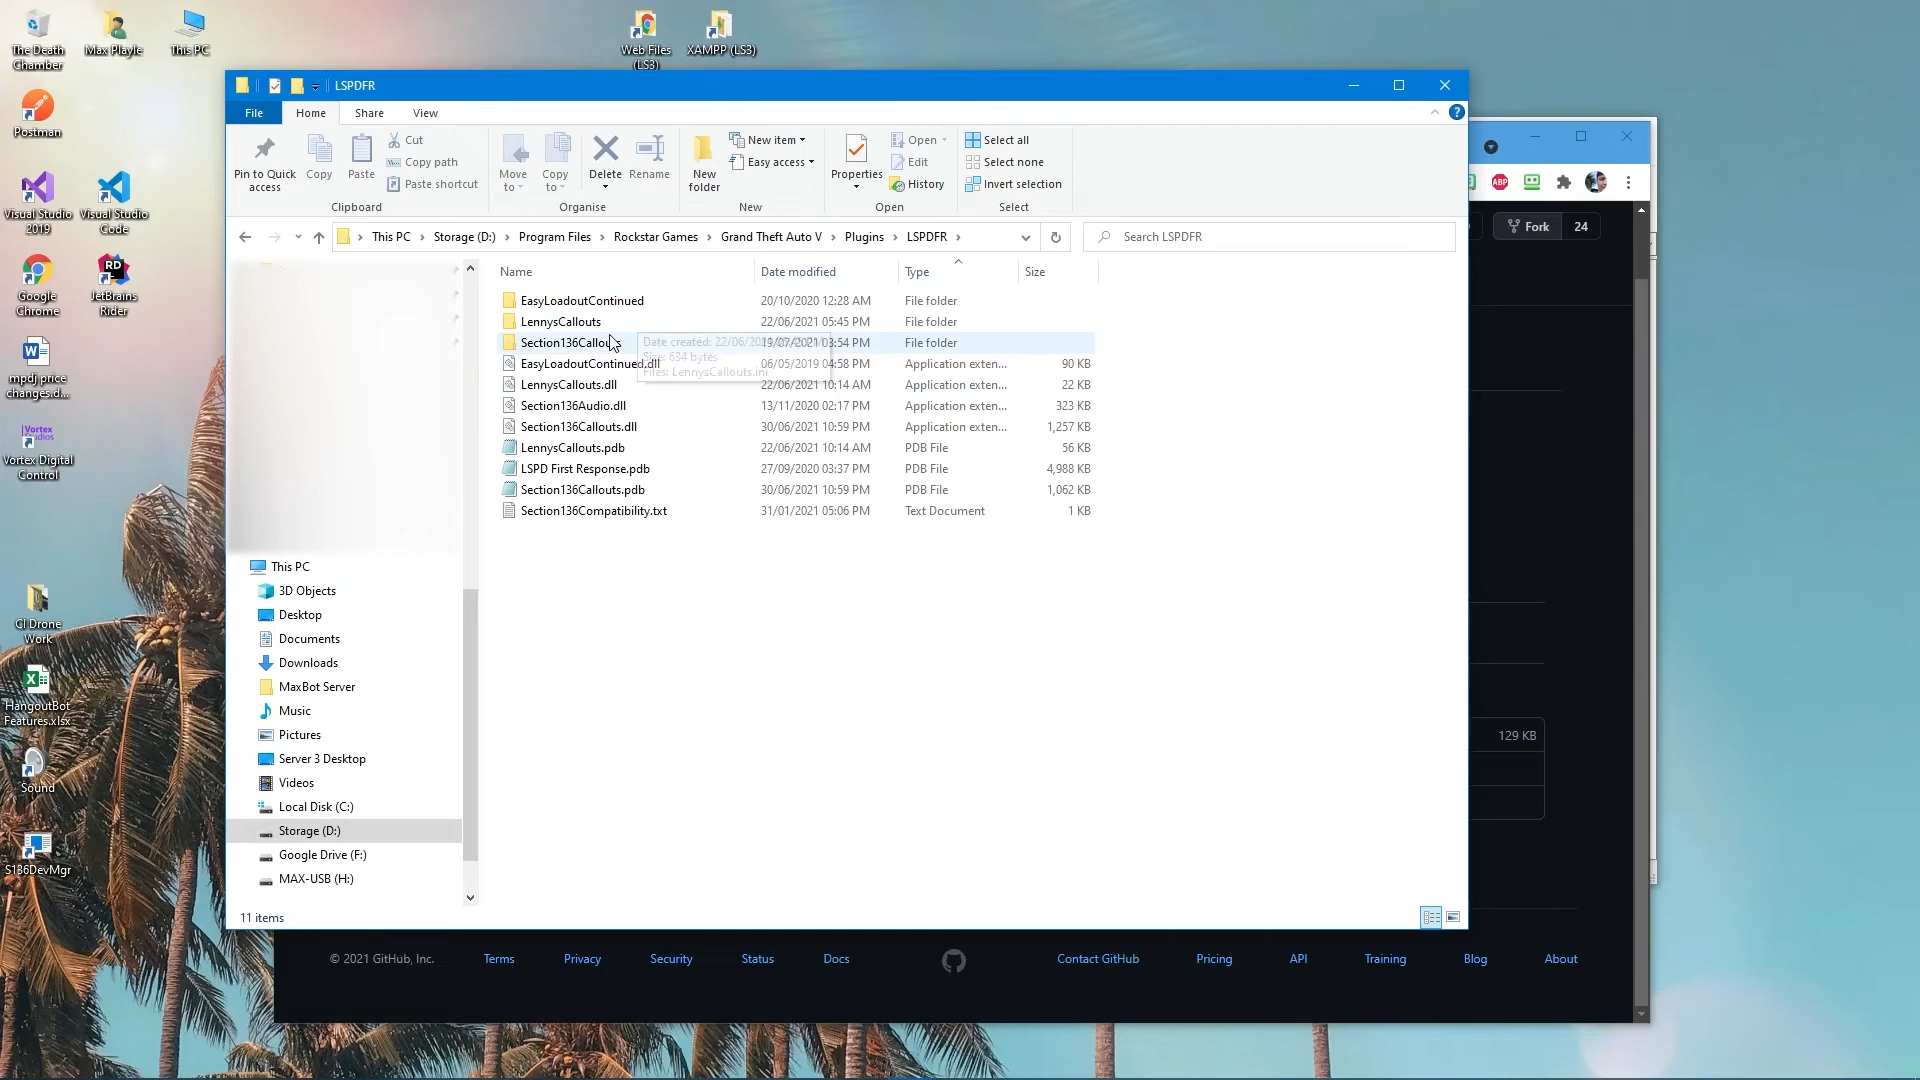 The Death
Chamber
Max Playle
This PC
Web Files
(LS3)
XAMPP (LS3)
Postman
Visual Studio
2019
Visual Studio
Code
Google
Chrome
JetBrains
Rider
mpdj price
changes.d...
Vortex
Studios
Vortex Digital
Control
CI Drone
Work
HangoutBot
Features.xlsx
Sound
S136DevMgr
LSPDFR
File
Home
Share
View
Pin to Quick
access
Copy
Paste
Cut
Copy path
Paste shortcut
Clipboard
Move
to
Copy
to
Delete
Rename
Organise
New
folder
New item
Easy access
New
Properties
Open
Edit
History
Open
Select all
Select none
Invert selection
Select
This PC
Storage (D:)
Program Files
Rockstar Games
Grand Theft Auto V
Plugins
LSPDFR
Search LSPDFR
Name Date modified Type Size
EasyLoadoutContinued 20/10/2020 12:28 AM File folder
LennysCallouts 22/06/2021 05:45 PM File folder
Section136Callouts 19/07/2021 03:54 PM File folder
EasyLoadoutContinued.dll 06/05/2019 04:58 PM Application exten... 90 KB
LennysCallouts.dll 22/06/2021 10:14 AM Application exten... 22 KB
Section136Audio.dll 13/11/2020 02:17 PM Application exten... 323 KB
Section136Callouts.dll 30/06/2021 10:59 PM Application exten... 1,257 KB
LennysCallouts.pdb 22/06/2021 10:14 AM PDB File 56 KB
LSPD First Response.pdb 27/09/2020 03:37 PM PDB File 4,988 KB
Section136Callouts.pdb 30/06/2021 10:59 PM PDB File 1,062 KB
Section136Compatibility.txt 31/01/2021 05:06 PM Text Document 1 KB
Date created: 22/06/20
Size: 634 bytes
Files: LennysCallouts.ini
This PC
3D Objects
Desktop
Documents
Downloads
MaxBot Server
Music
Pictures
Server 3 Desktop
Videos
Local Disk (C:)
Storage (D:)
Google Drive (F:)
MAX-USB (H:)
11 items
ABP
Fork 24
129 KB
© 2021 GitHub, Inc.
Terms
Privacy
Security
Status
Docs
Contact GitHub
Pricing
API
Training
Blog
About